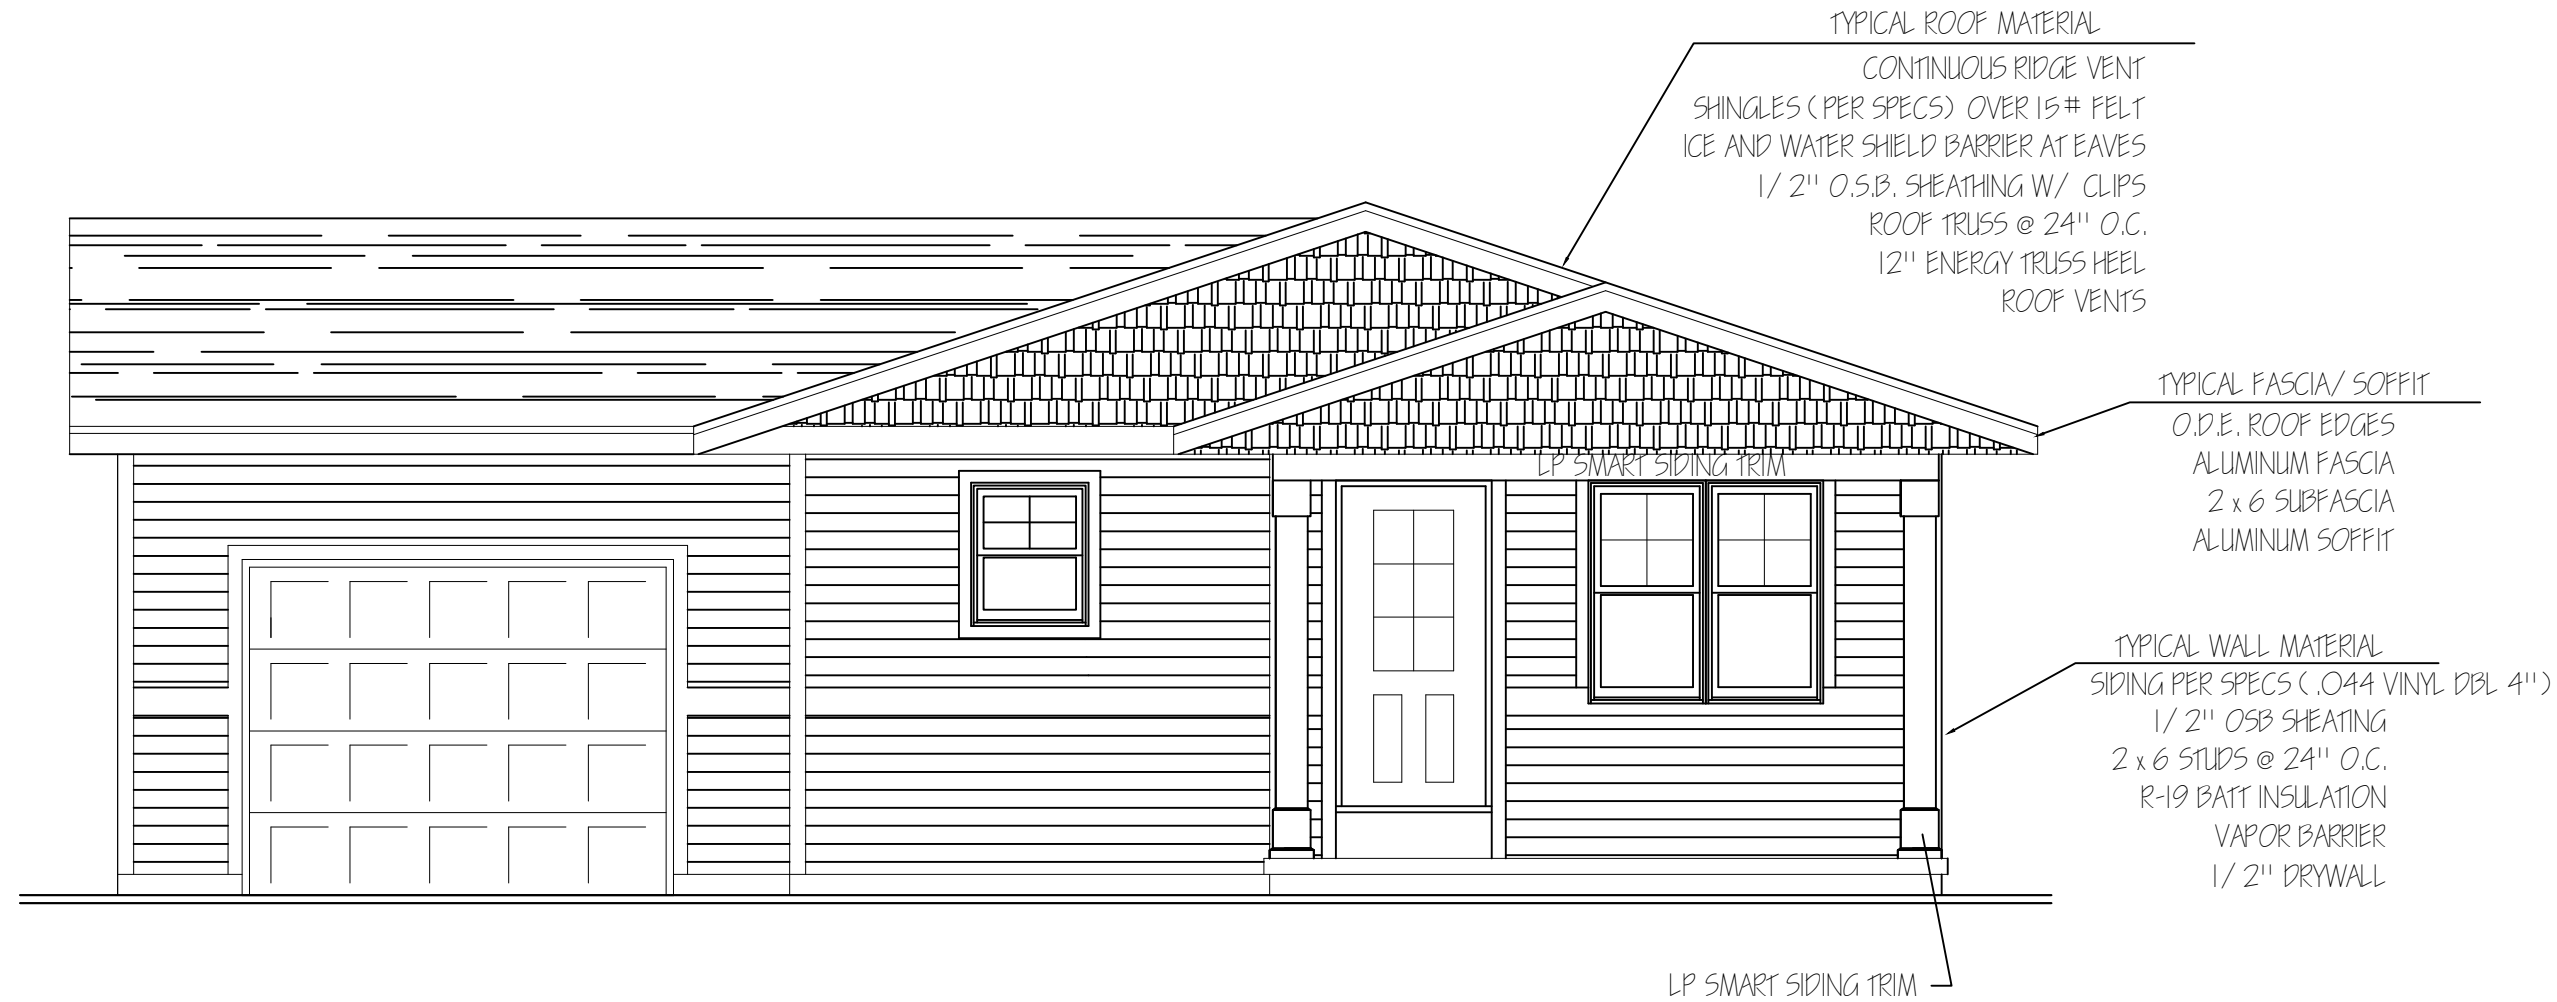 TYPICAL ROOF MATERIAL
CONTINUOUS RIDGE VENT
SHINGLES (PER SPECS) OVER 15# FELT
ICE AND WATER SHIELD BARRIER AT EAVES
1/2" O.S.B. SHEATHING W/ CLIPS
ROOF TRUSS @ 24" O.C.
12" ENERGY TRUSS HEEL
ROOF VENTS
TYPICAL FASCIA/SOFFIT
O.D.E. ROOF EDGES
ALUMINUM FASCIA
2 x 6 SUBFASCIA
ALUMINUM SOFFIT
LP SMART SIDING TRIM
TYPICAL WALL MATERIAL
SIDING PER SPECS (.044 VINYL DBL 4")
1/2" OSB SHEATING
2 x 6 STUDS @ 24" O.C.
R-19 BATT INSULATION
VAPOR BARRIER
1/2" DRYWALL
LP SMART SIDING TRIM